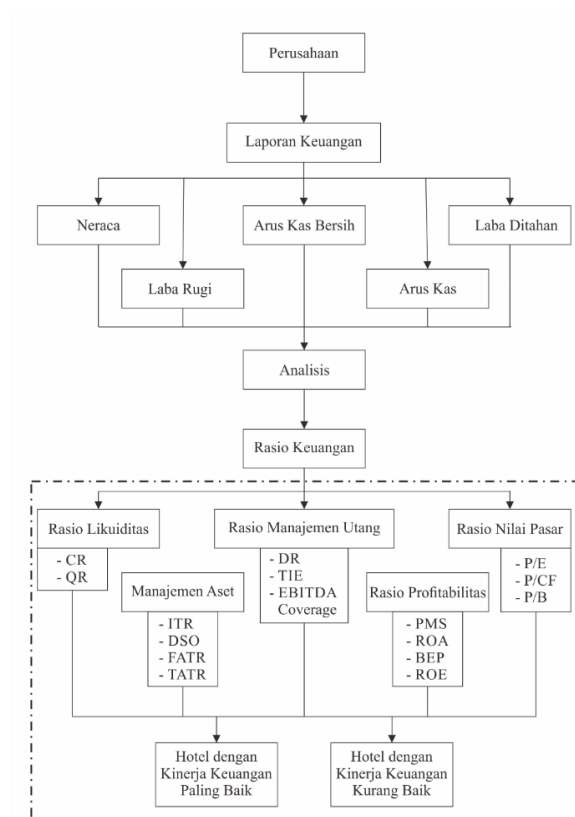 Perusahaan
Laporan Keuangan
Neraca
Arus Kas Bersih
Laba Ditahan
Laba Rugi
Arus Kas
Analisis
Rasio Keuangan
Rasio Likuiditas
- CR
- QR
Manajemen Aset
- ITR
- DSO
- FATR
- TATR
Rasio Manajemen Utang
- DR
- TIE
- EBITDA
Coverage
Rasio Profitabilitas
- PMS
- ROA
- BEP
- ROE
Rasio Nilai Pasar
- P/E
- P/CF
- P/B
Hotel dengan
Kinerja Keuangan
Paling Baik
Hotel dengan
Kinerja Keuangan
Kurang Baik